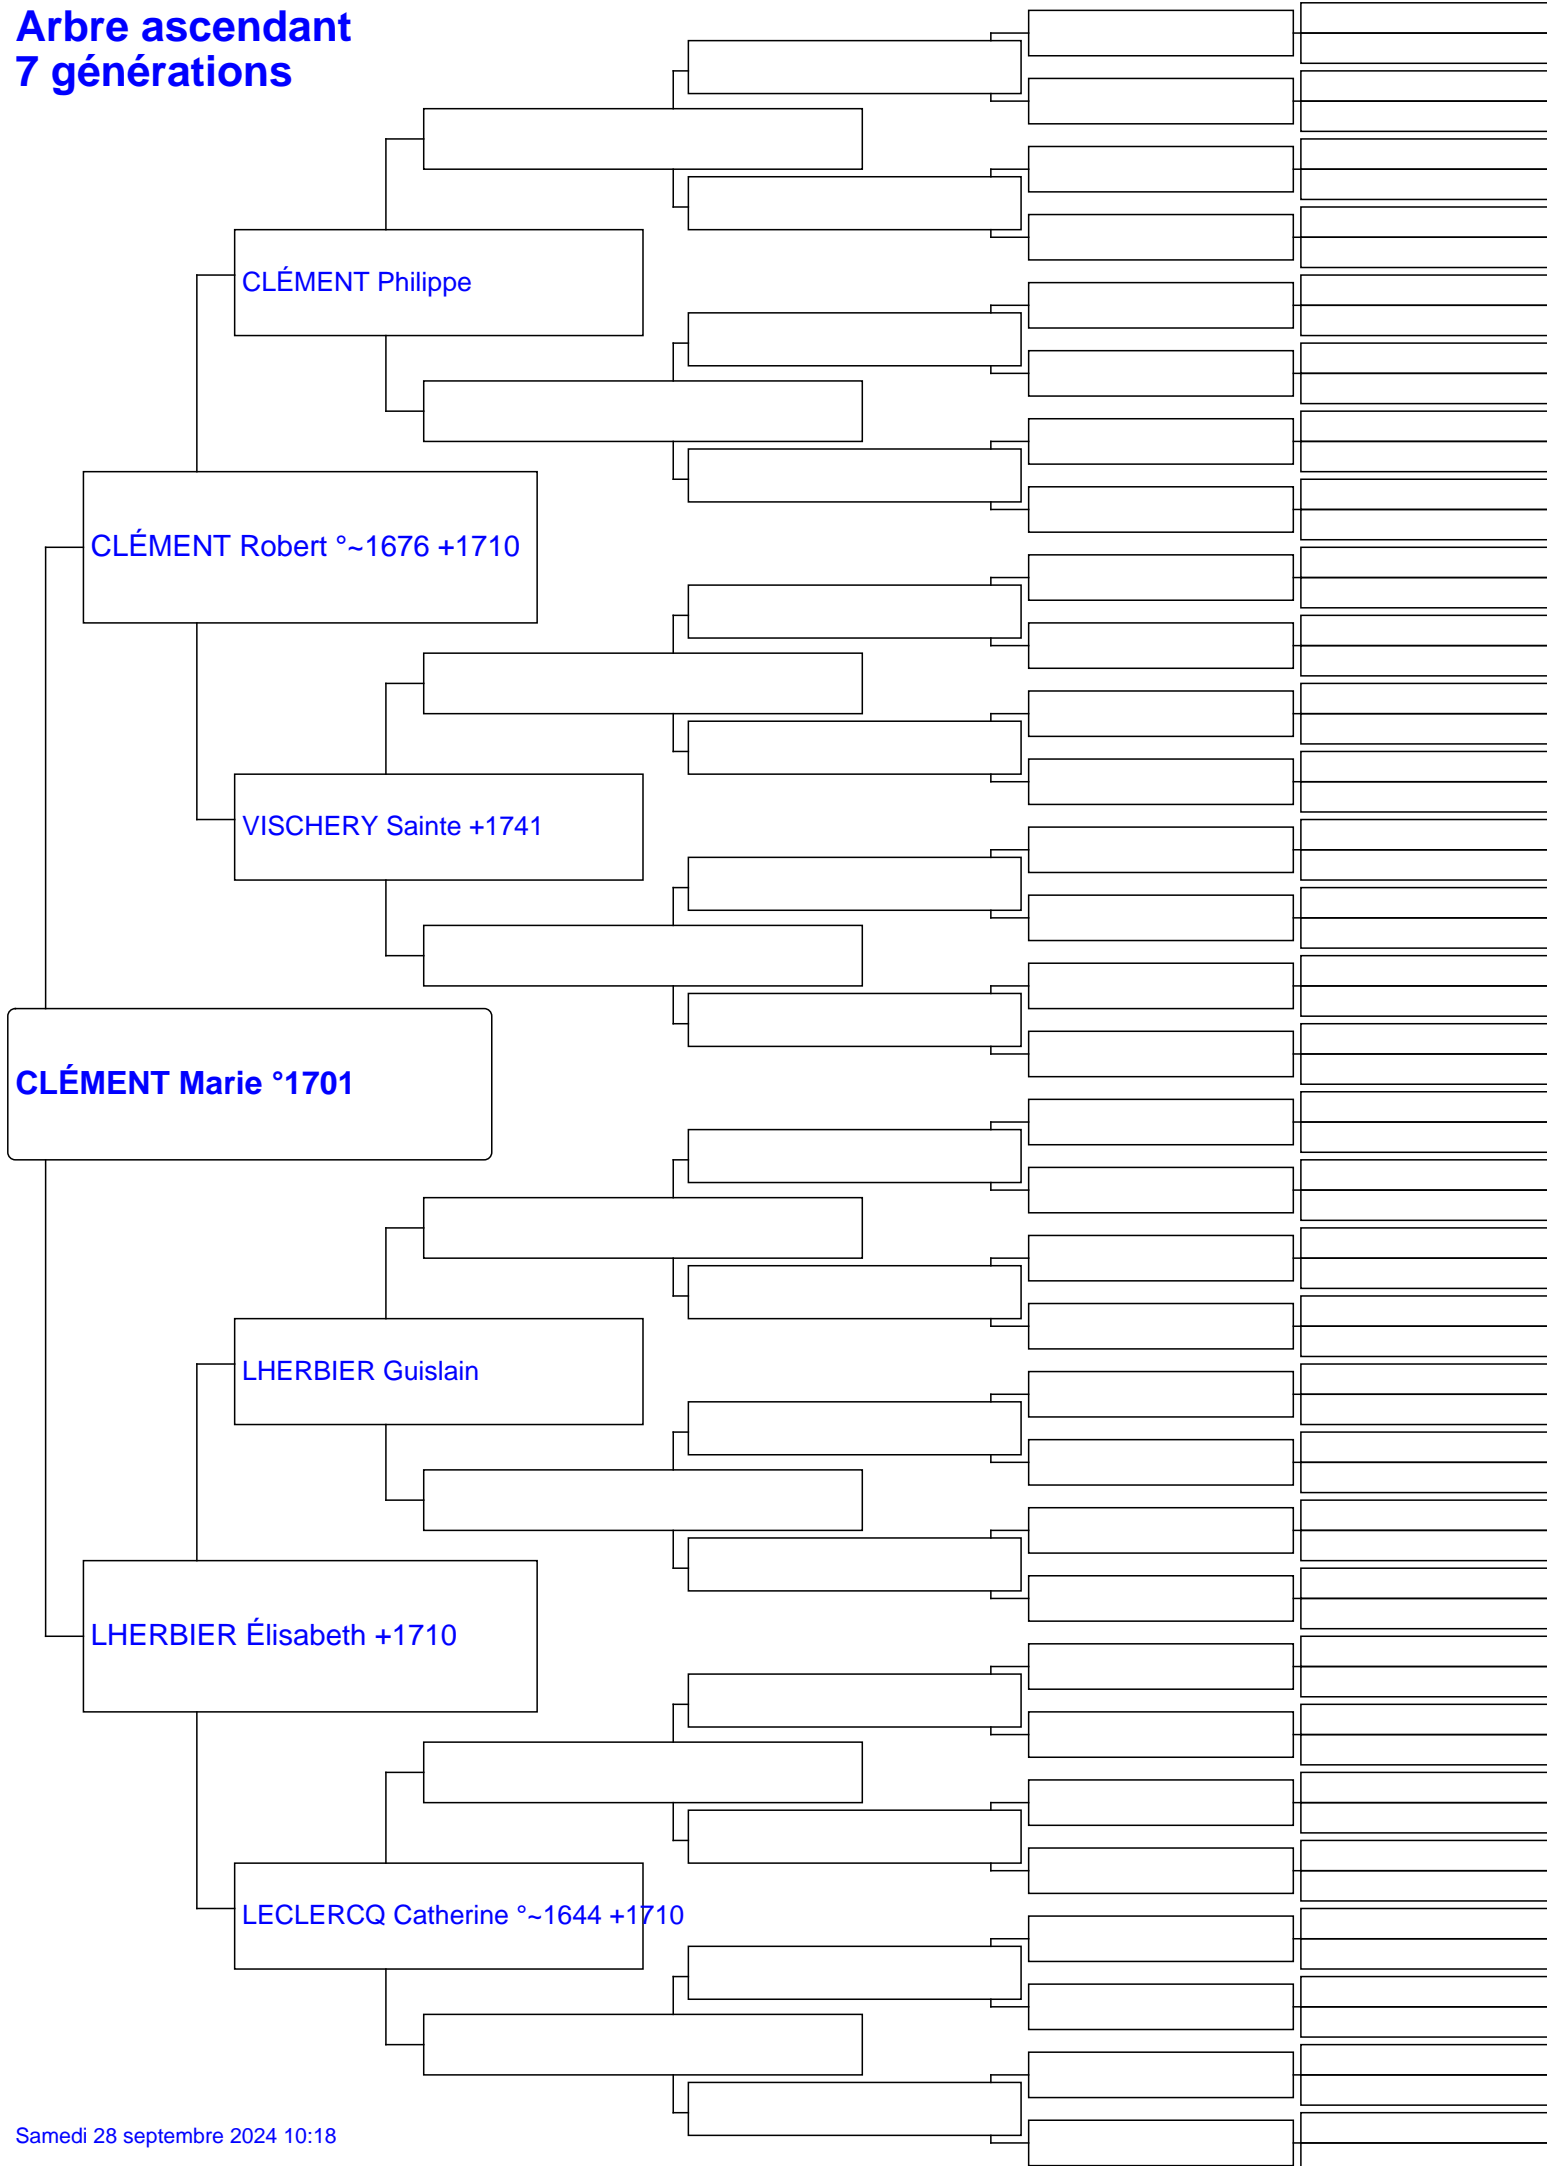 Arbre ascendant
7 générations
CLÉMENT Philippe
CLÉMENT Robert °~1676 +1710
VISCHERY Sainte +1741
CLÉMENT Marie °1701
LHERBIER Guislain
LHERBIER Élisabeth +1710
LECLERCQ Catherine °~1644 +1710
Samedi 28 septembre 2024 10:18